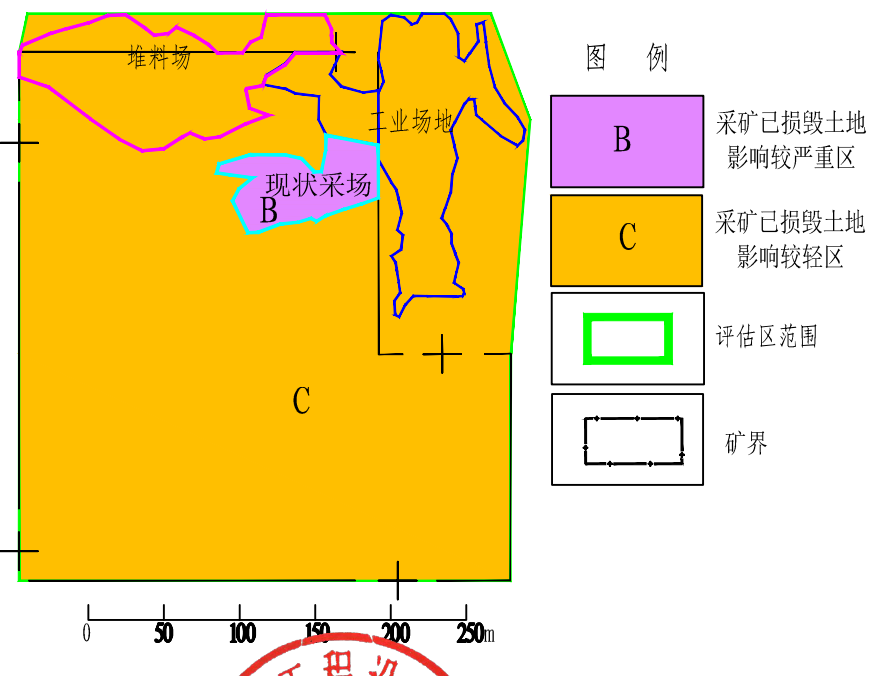 图 例
堆料场
工业场地
现状采场
B
C
B
采矿已损毁土地
影响较严重区
C
采矿已损毁土地
影响较轻区
评估区范围
矿界
0 50 100 150 200 250m